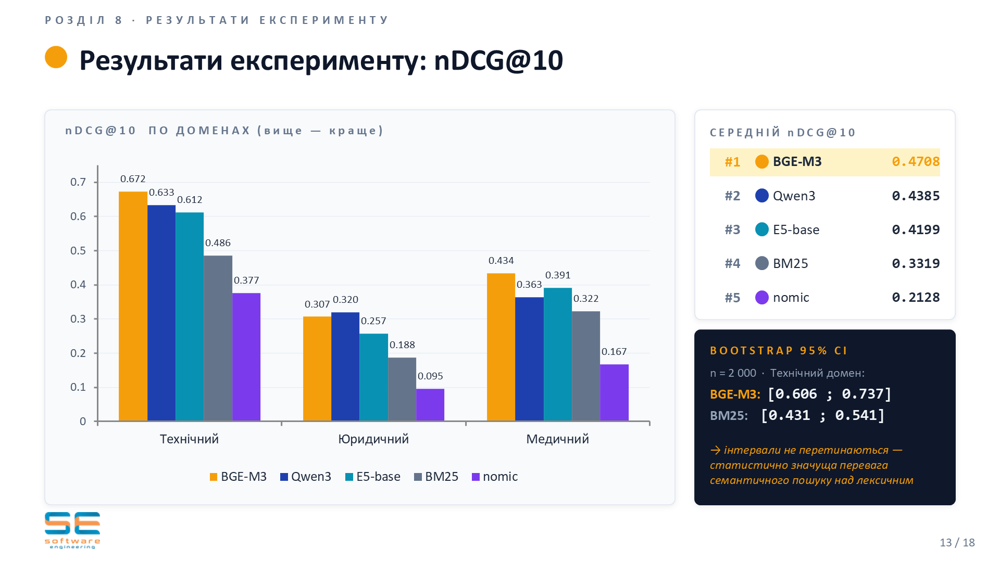 РОЗДІЛ 8 · РЕЗУЛЬТАТИ ЕКСПЕРИМЕНТУ
Результати експерименту: nDCG@10
nDCG@10 ПО ДОМЕНАХ (вище — краще)
0.7
0.6
0.5
0.4
0.3
0.2
0.1
0
0.672
0.633
0.612
0.486
0.377
0.307
0.320
0.257
0.188
0.095
0.434
0.363
0.391
0.322
0.167
Технічний
Юридичний
Медичний
BGE-M3 Qwen3 E5-base BM25 nomic
СЕРЕДНІЙ nDCG@10
#1 BGE-M3 0.4708
#2 Qwen3 0.4385
#3 E5-base 0.4199
#4 BM25 0.3319
#5 nomic 0.2128
BOOTSTRAP 95% CI
n = 2 000 · Технічний домен:
BGE-M3: [0.606 ; 0.737]
BM25: [0.431 ; 0.541]
→ інтервали не перетинаються —
статистично значуща перевага
семантичного пошуку над лексичним
SE
software
engineering
13 / 18